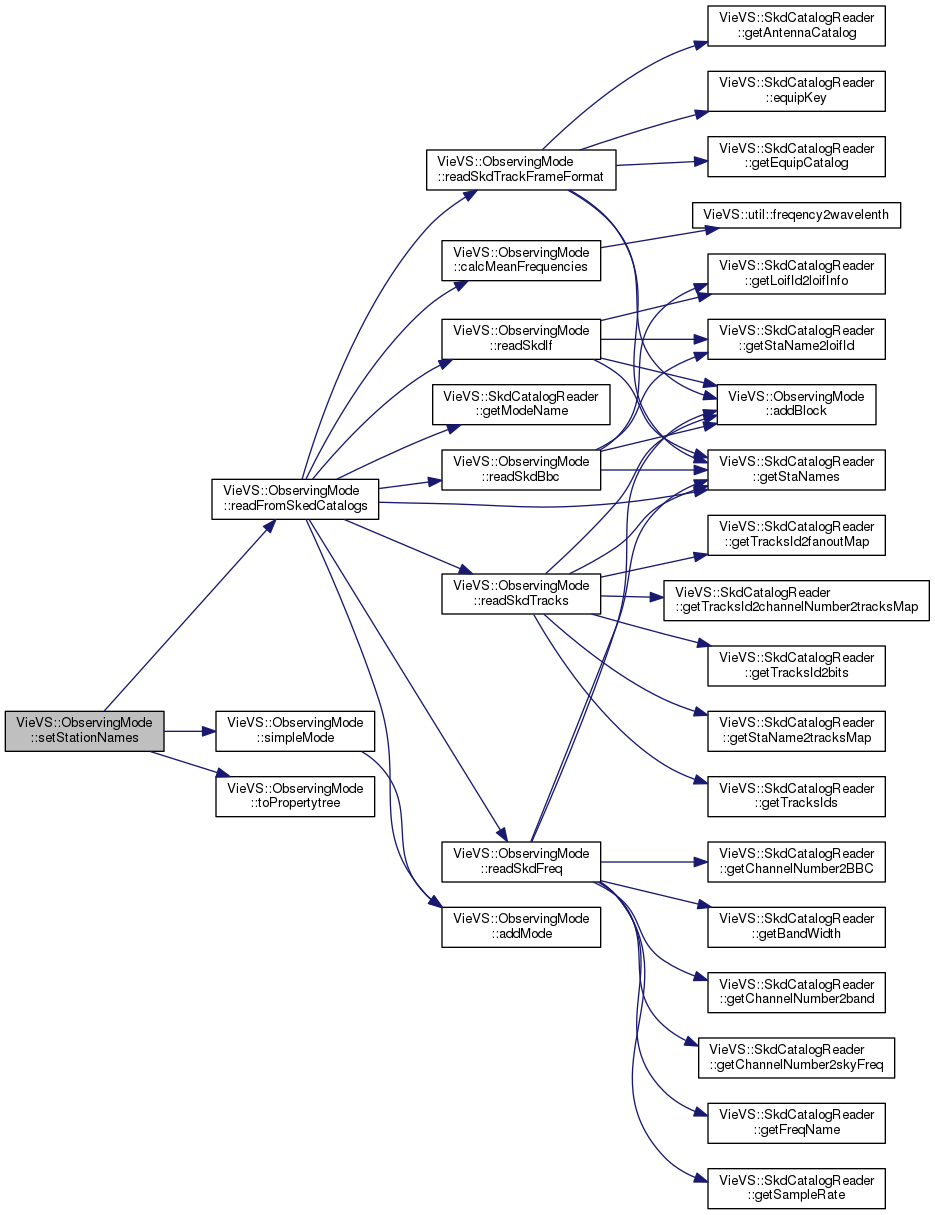 VieVS::SkdCatalogReader
::getAntennaCatalog
VieVS::SkdCatalogReader
::equipKey
VieVS::SkdCatalogReader
::getEquipCatalog
VieVS::ObservingMode
::readSkdTrackFrameFormat
VieVS::util::freqency2wavelenth
VieVS::ObservingMode
::calcMeanFrequencies
VieVS::SkdCatalogReader
::getLoifId2loifInfo
VieVS::ObservingMode
::readSkdIf
VieVS::SkdCatalogReader
::getStaName2loifId
VieVS::SkdCatalogReader
::getModeName
VieVS::ObservingMode
::addBlock
VieVS::ObservingMode
::readSkdBbc
VieVS::SkdCatalogReader
::getStaNames
VieVS::ObservingMode
::readFromSkedCatalogs
VieVS::SkdCatalogReader
::getTracksId2fanoutMap
VieVS::ObservingMode
::readSkdTracks
VieVS::SkdCatalogReader
::getTracksId2channelNumber2tracksMap
VieVS::SkdCatalogReader
::getTracksId2bits
VieVS::ObservingMode
::setStationNames
VieVS::ObservingMode
::simpleMode
VieVS::SkdCatalogReader
::getStaName2tracksMap
VieVS::ObservingMode
::toPropertytree
VieVS::SkdCatalogReader
::getTracksIds
VieVS::ObservingMode
::readSkdFreq
VieVS::SkdCatalogReader
::getChannelNumber2BBC
VieVS::ObservingMode
::addMode
VieVS::SkdCatalogReader
::getBandWidth
VieVS::SkdCatalogReader
::getChannelNumber2band
VieVS::SkdCatalogReader
::getChannelNumber2skyFreq
VieVS::SkdCatalogReader
::getFreqName
VieVS::SkdCatalogReader
::getSampleRate